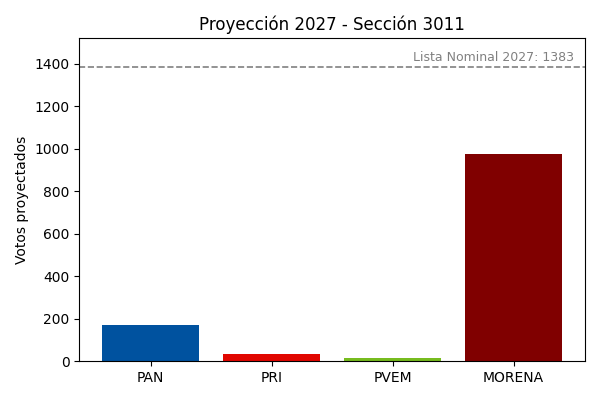 Proyección 2027 - Sección 3011
Lista Nominal 2027: 1383
Votos proyectados
1400
1200
1000
800
600
400
200
0
PAN PRI PVEM MORENA